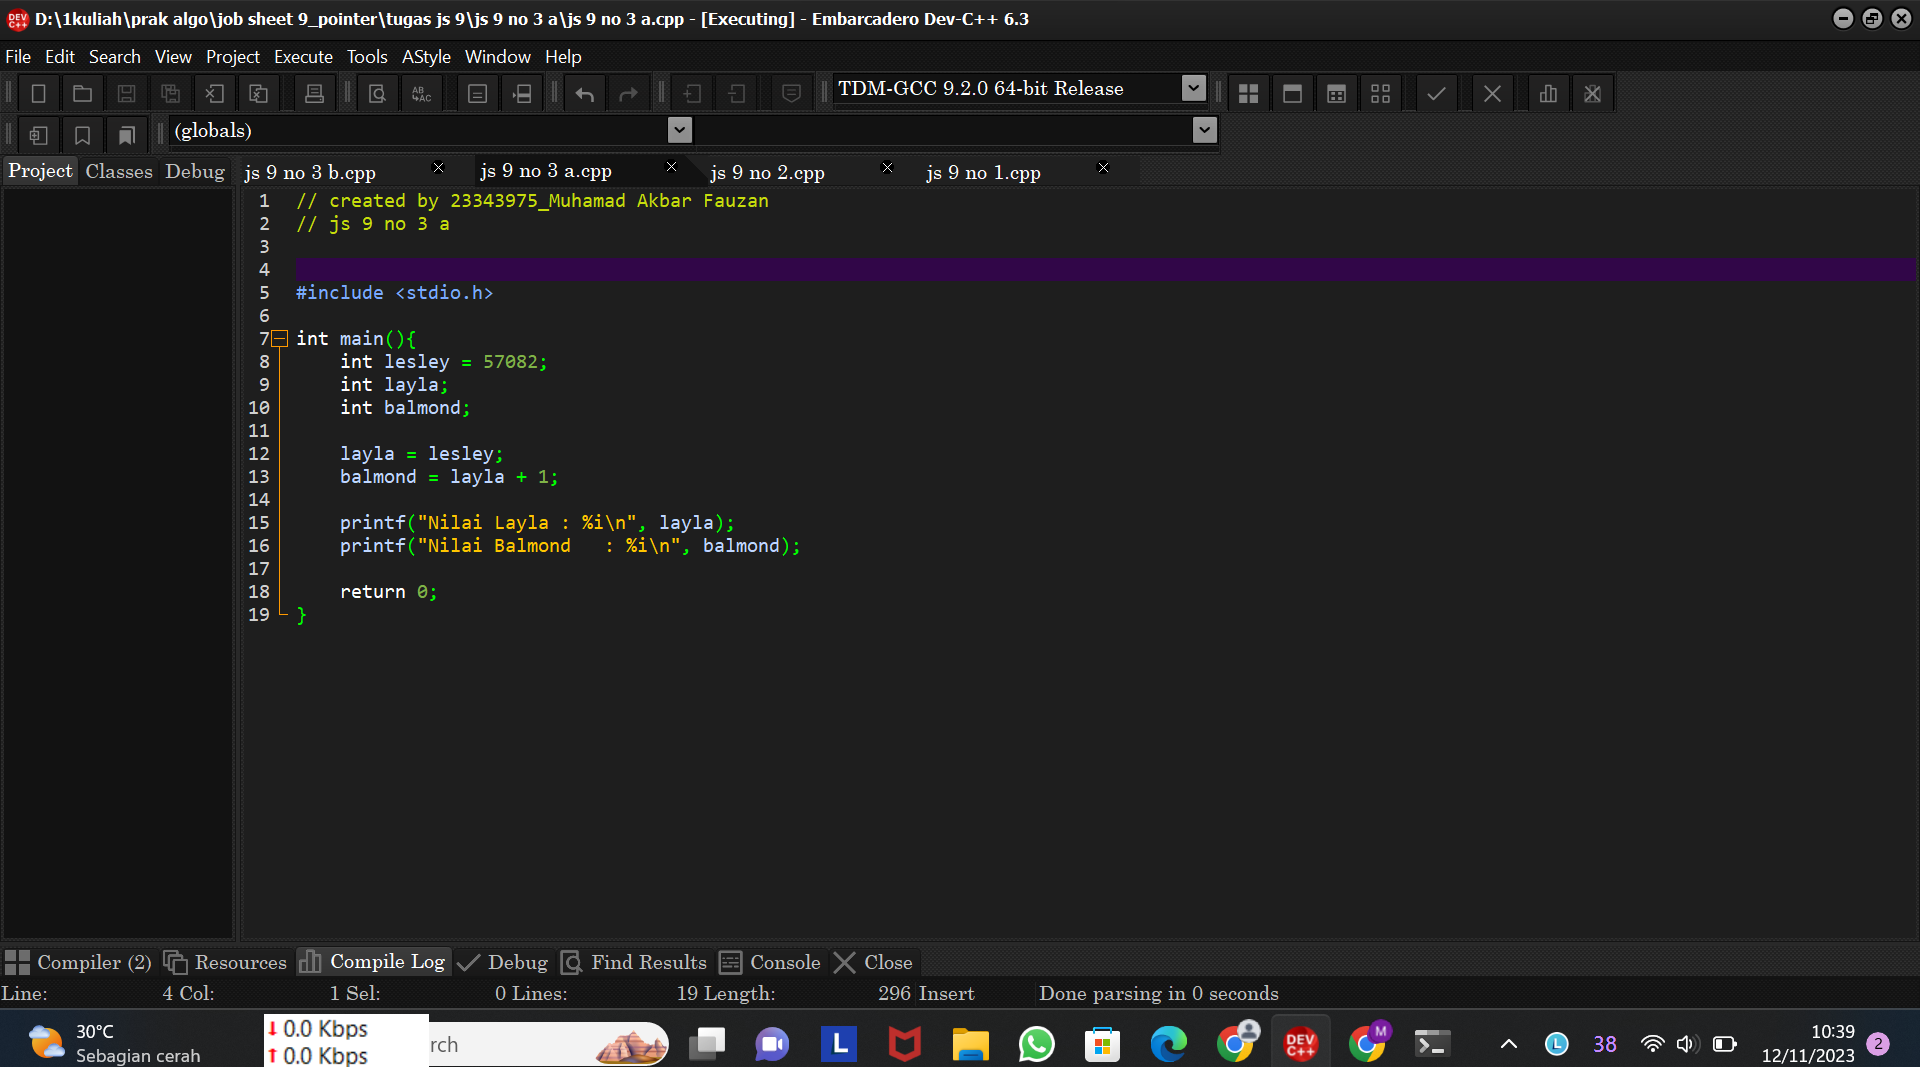 D:\1kuliah\prak algo\job sheet 9_pointer\tugas js 9\js 9 no 3 a\js 9 no 3 a.cpp - [Executing] - Embarcadero Dev-C++ 6.3
File Edit Search View Project Execute Tools AStyle Window Help
TDM-GCC 9.2.0 64-bit Release
(globals)
Project Classes Debug js 9 no 3 b.cpp js 9 no 3 a.cpp js 9 no 2.cpp js 9 no 1.cpp
1 // created by 23343975_Muhamad Akbar Fauzan
2 // js 9 no 3 a
3
4
5 #include <stdio.h>
6
7 int main(){
8 int lesley = 57082;
9 int layla;
10 int balmond;
11
12 layla = lesley;
13 balmond = layla + 1;
14
15 printf("Nilai Layla : %i\n", layla);
16 printf("Nilai Balmond   : %i\n", balmond);
17
18 return 0;
19 }
Compiler (2) Resources Compile Log Debug Find Results Console Close
Line: 4 Col: 1 Sel: 0 Lines: 19 Length: 296 Insert Done parsing in 0 seconds
30°C
Sebagian cerah
0.0 Kbps
0.0 Kbps
rch
L
DEV
C++
M
L
38
10:39
12/11/2023
2